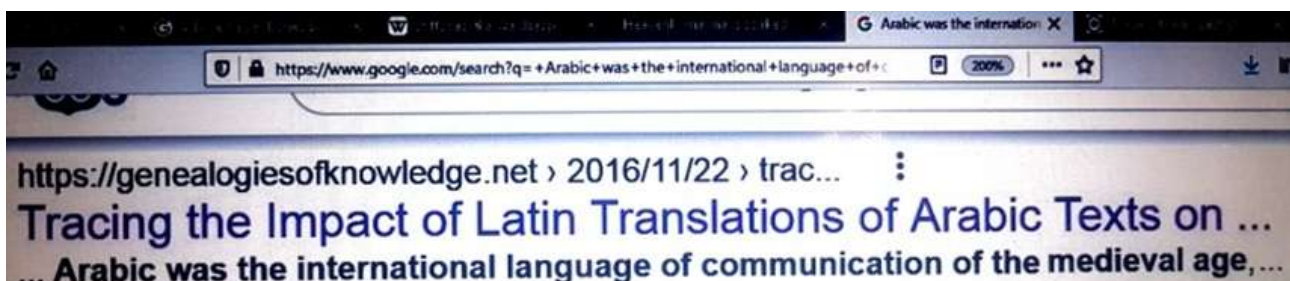 G Arabic was the internation X
https://www.google.com/search?q=+Arabic+was+the+international+language+of+c
200%
https://genealogiesofknowledge.net › 2016/11/22 › trac...
Tracing the Impact of Latin Translations of Arabic Texts on ...
... Arabic was the international language of communication of the medieval age,...